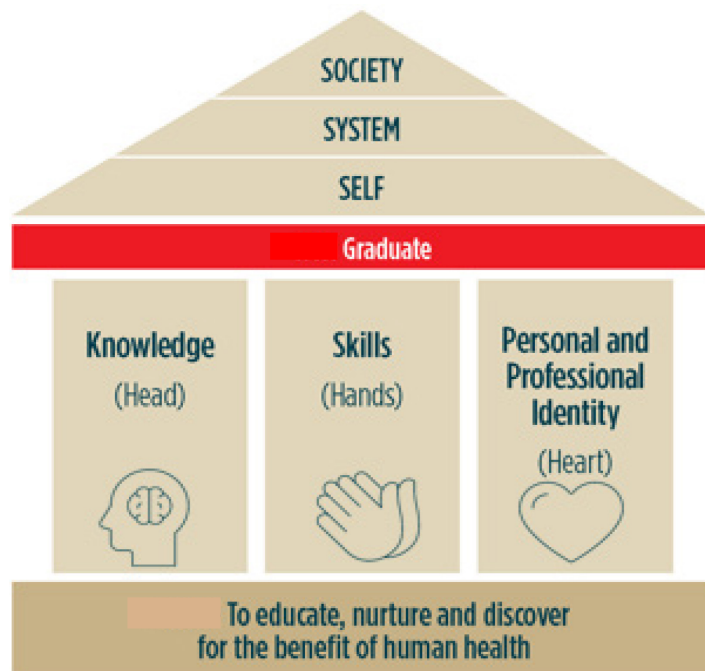 SOCIETY
SYSTEM
SELF
Graduate
Knowledge
(Head)
Skills
(Hands)
Personal and
Professional
Identity
(Heart)
To educate, nurture and discover
for the benefit of human health